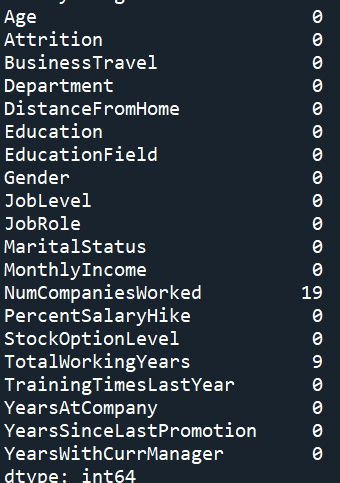 Age 0
Attrition 0
BusinessTravel 0
Department 0
DistanceFromHome 0
Education 0
EducationField 0
Gender 0
JobLevel 0
JobRole 0
MaritalStatus 0
MonthlyIncome 0
NumCompaniesWorked 19
PercentSalaryHike 0
StockOptionLevel 0
TotalWorkingYears 9
TrainingTimesLastYear 0
YearsAtCompany 0
YearsSinceLastPromotion 0
YearsWithCurrManager 0
dtype: int64